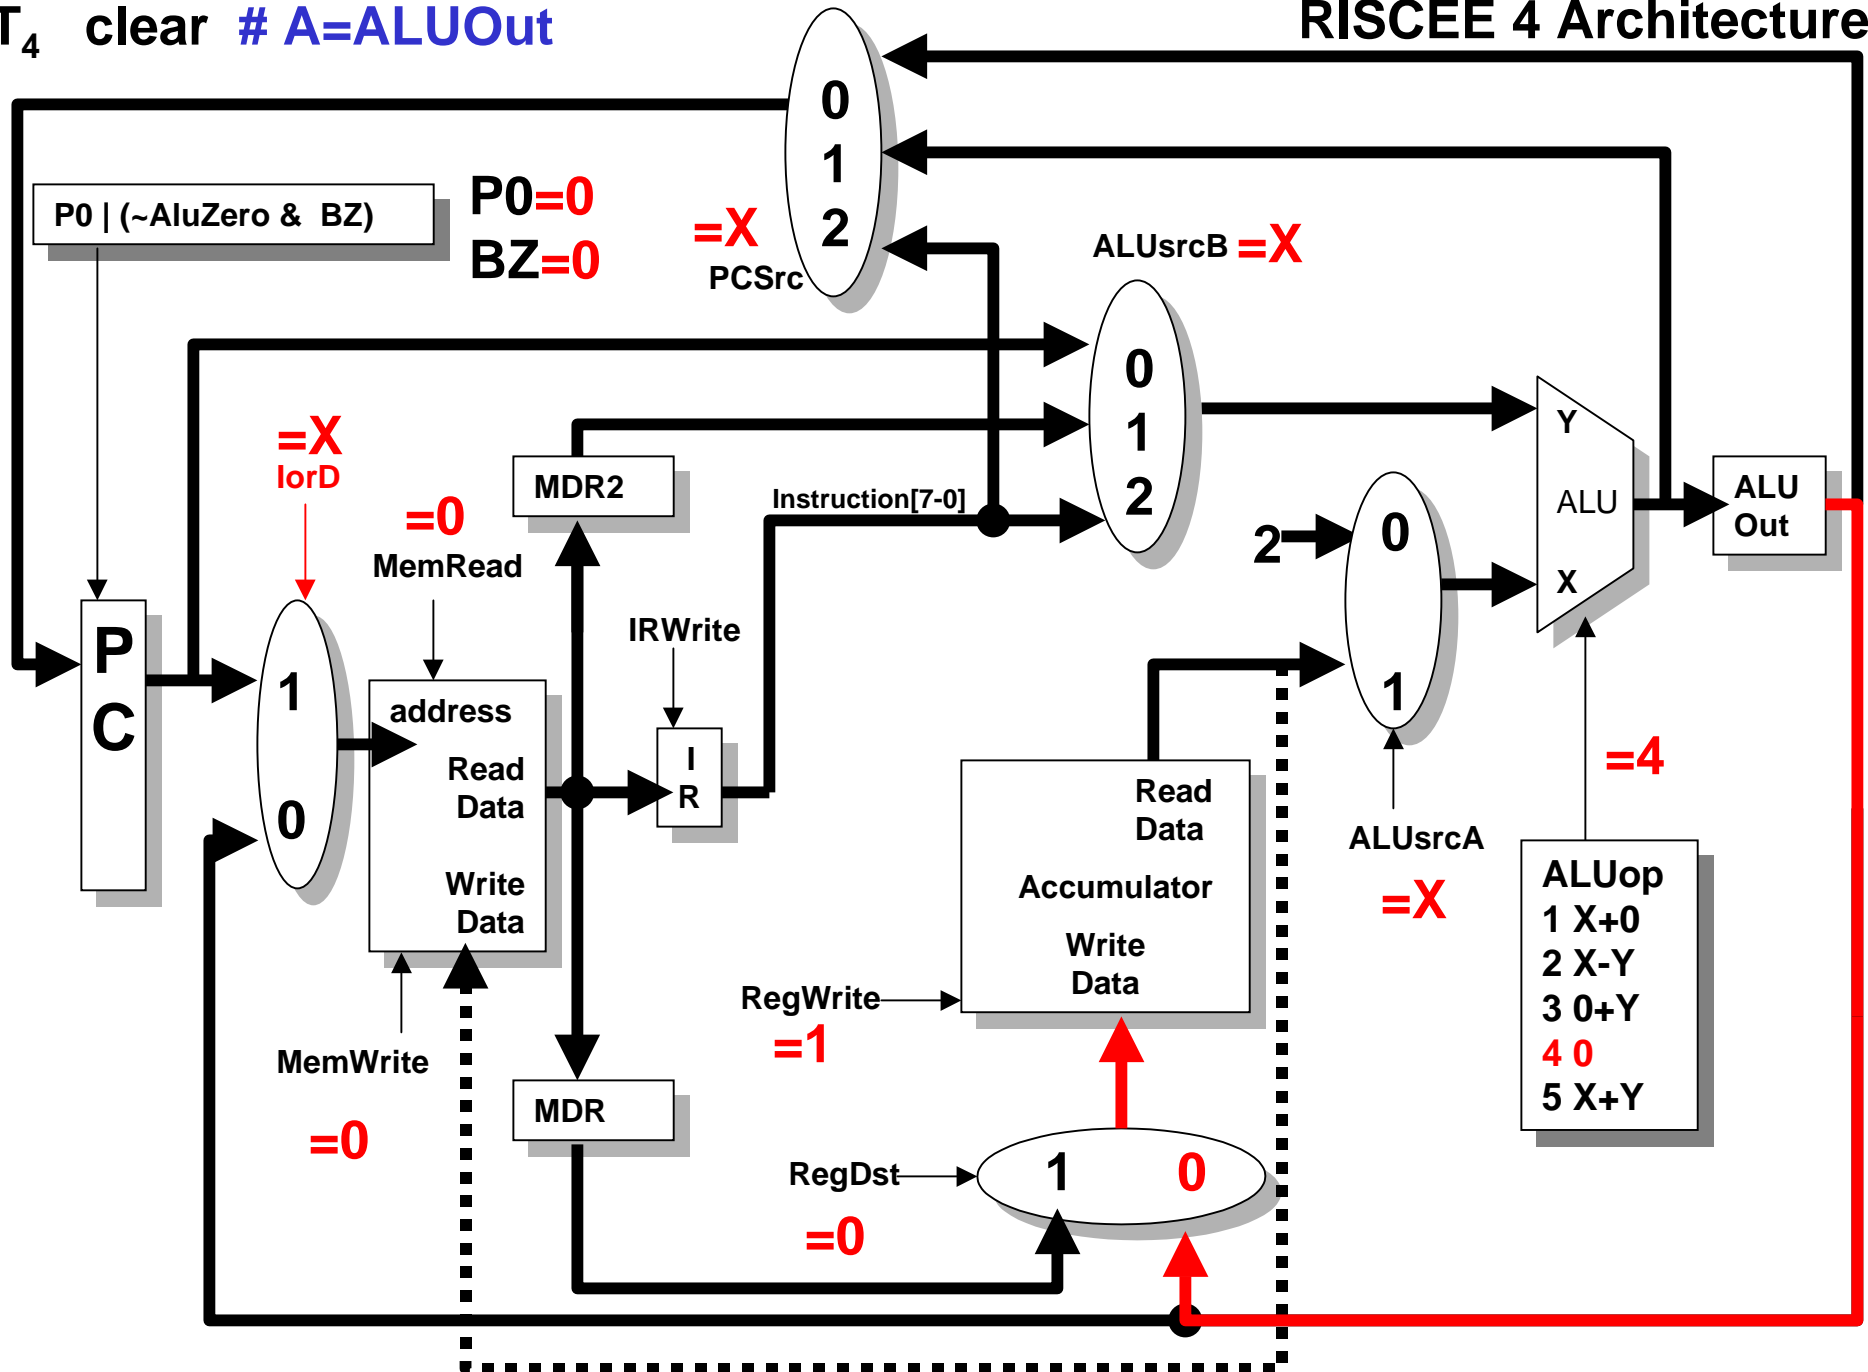 T4 clear # A=ALUOut
RISCEE 4 Architecture
0
1
2
P0 | (~AluZero & BZ)
P0=0
BZ=0
=X
PCSrc
ALUsrcB =X
0
1
2
=X
IorD
=0
MemRead
MDR2
Instruction[7-0]
IRWrite
2
0
1
Y
ALU
X
ALU
Out
P
C
1
0
address
Read
Data
Write
Data
I
R
Read
Data
Accumulator
Write
Data
ALUsrcA
=X
=4
ALUop
1 X+0
2 X-Y
3 0+Y
4 0
5 X+Y
RegWrite
=1
MemWrite
=0
MDR
RegDst
=0
1 0